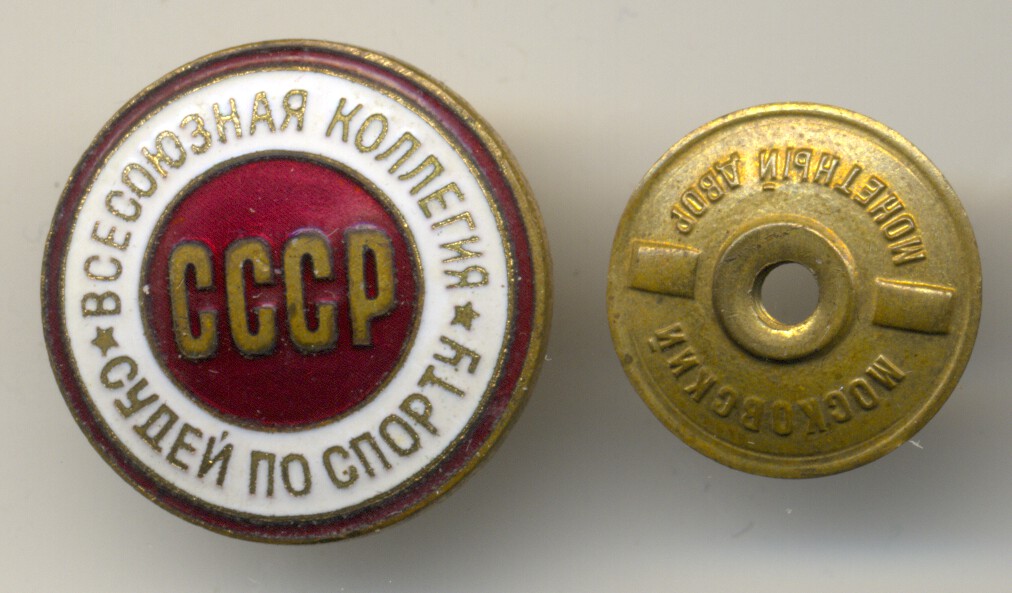 ВСЕСОЮЗНАЯ КОЛЛЕГИЯ
СУДЕЙ ПО СПОРТУ
СССР
МОСКОВСКИЙ
МОНЕТНЫЙ ДВОР